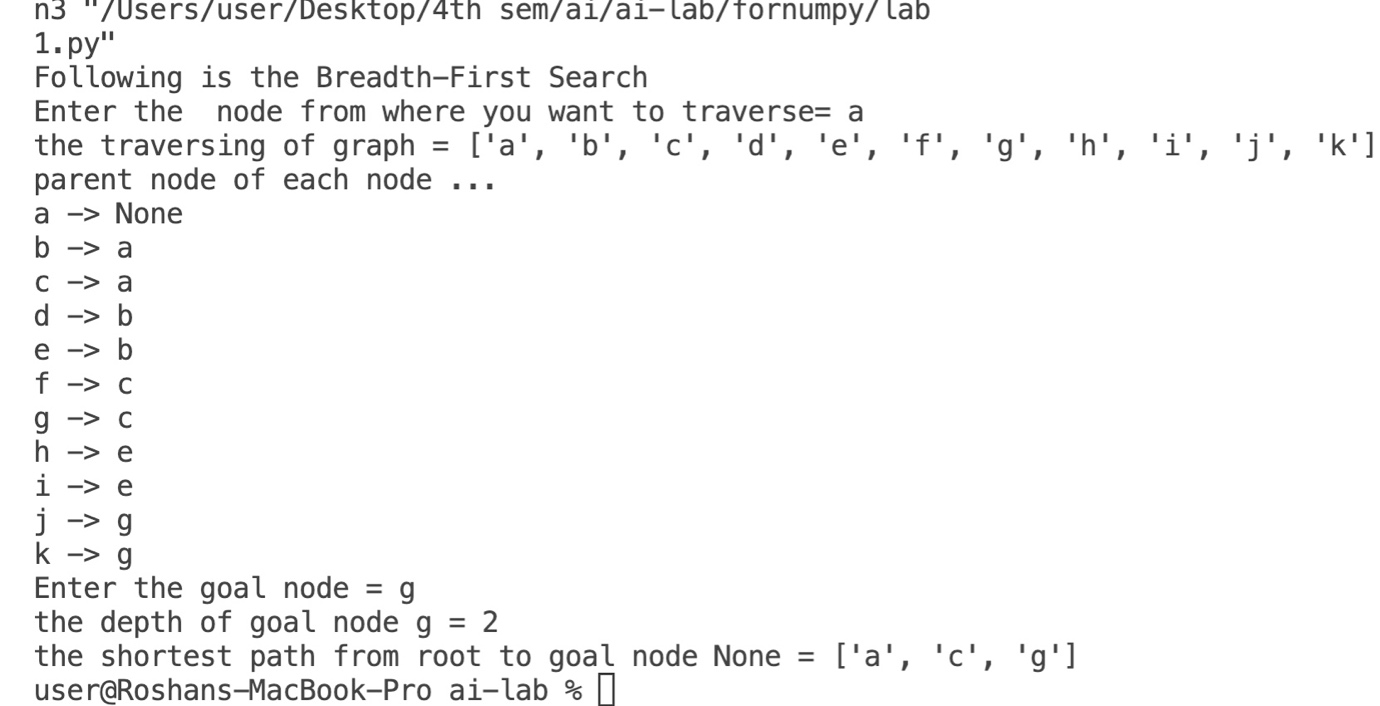 n3 "/Users/user/Desktop/4th sem/ai/ai-lab/fornumpy/lab
1.py"
Following is the Breadth-First Search
Enter the  node from where you want to traverse= a
the traversing of graph = ['a', 'b', 'c', 'd', 'e', 'f', 'g', 'h', 'i', 'j', 'k']
parent node of each node ...
a -> None
b -> a
c -> a
d -> b
e -> b
f -> c
g -> c
h -> e
i -> e
j -> g
k -> g
Enter the goal node = g
the depth of goal node g = 2
the shortest path from root to goal node None = ['a', 'c', 'g']
user@Roshans-MacBook-Pro ai-lab %